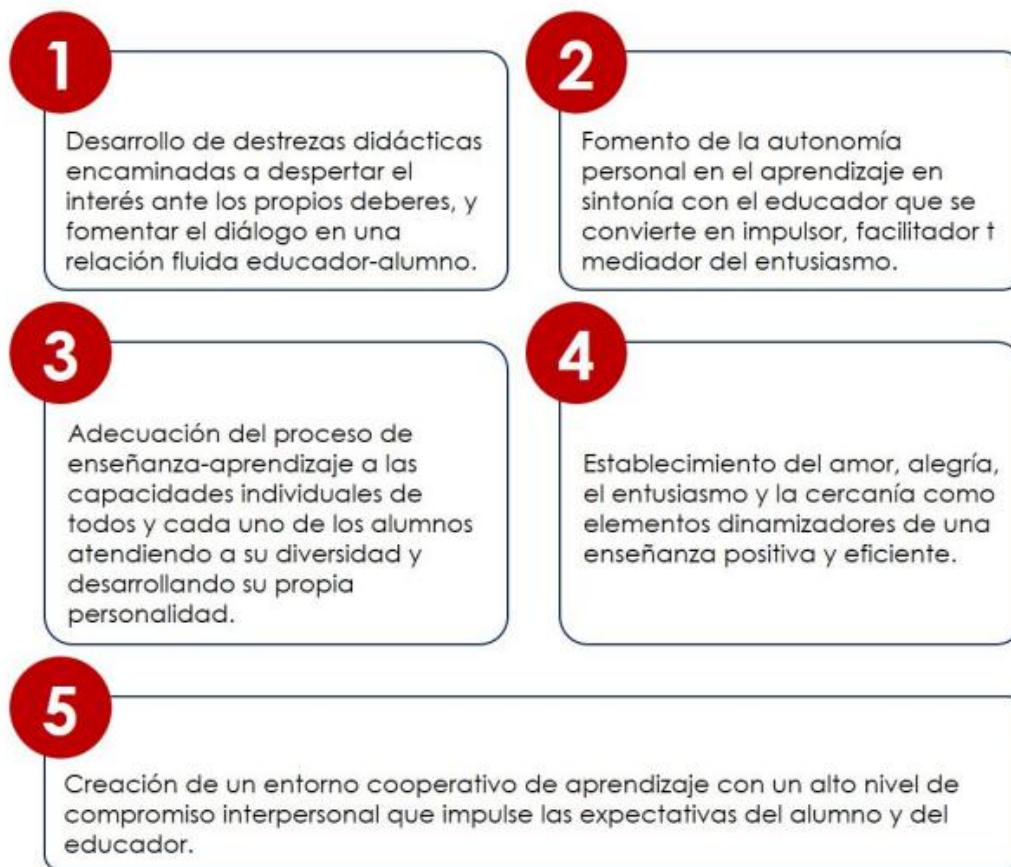 1
Desarrollo de destrezas didácticas
encaminadas a despertar el
interés ante los propios deberes, y
fomentar el diálogo en una
relación fluida educador-alumno.
2
Fomento de la autonomía
personal en el aprendizaje en
sintonía con el educador que se
convierte en impulsor, facilitador t
mediador del entusiasmo.
3
Adecuación del proceso de
enseñanza-aprendizaje a las
capacidades individuales de
todos y cada uno de los alumnos
atendiendo a su diversidad y
desarrollando su propia
personalidad.
4
Establecimiento del amor, alegría,
el entusiasmo y la cercanía como
elementos dinamizadores de una
enseñanza positiva y eficiente.
5
Creación de un entorno cooperativo de aprendizaje con un alto nivel de
compromiso interpersonal que impulse las expectativas del alumno y del
educador.